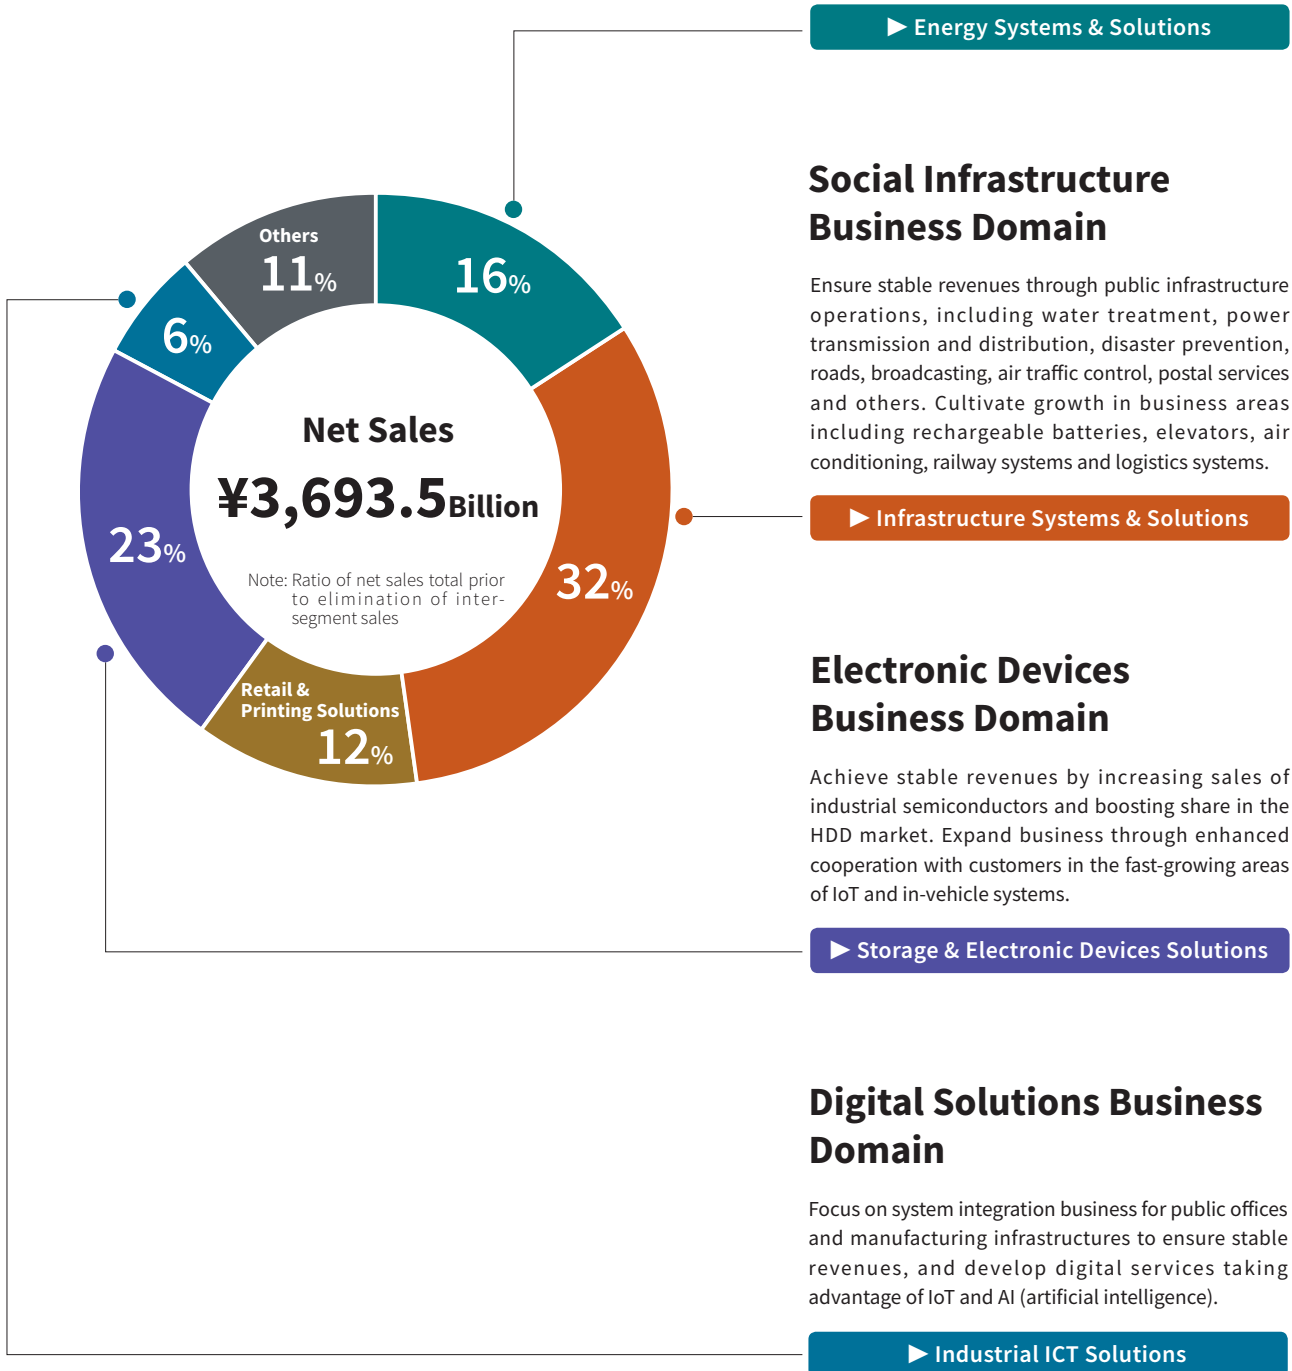 ▶ Energy Systems & Solutions
Social Infrastructure
Business Domain
Ensure stable revenues through public infrastructure
operations, including water treatment, power
transmission and distribution, disaster prevention,
roads, broadcasting, air traffic control, postal services
and others. Cultivate growth in business areas
including rechargeable batteries, elevators, air
conditioning, railway systems and logistics systems.
▶ Infrastructure Systems & Solutions
Others
11%
16%
6%
Net Sales
¥3,693.5 Billion
23%
32%
Note: Ratio of net sales total prior
to elimination of inter-
segment sales
Retail &
Printing Solutions
12%
Electronic Devices
Business Domain
Achieve stable revenues by increasing sales of
industrial semiconductors and boosting share in the
HDD market. Expand business through enhanced
cooperation with customers in the fast-growing areas
of IoT and in-vehicle systems.
▶ Storage & Electronic Devices Solutions
Digital Solutions Business
Domain
Focus on system integration business for public offices
and manufacturing infrastructures to ensure stable
revenues, and develop digital services taking
advantage of IoT and AI (artificial intelligence).
▶ Industrial ICT Solutions